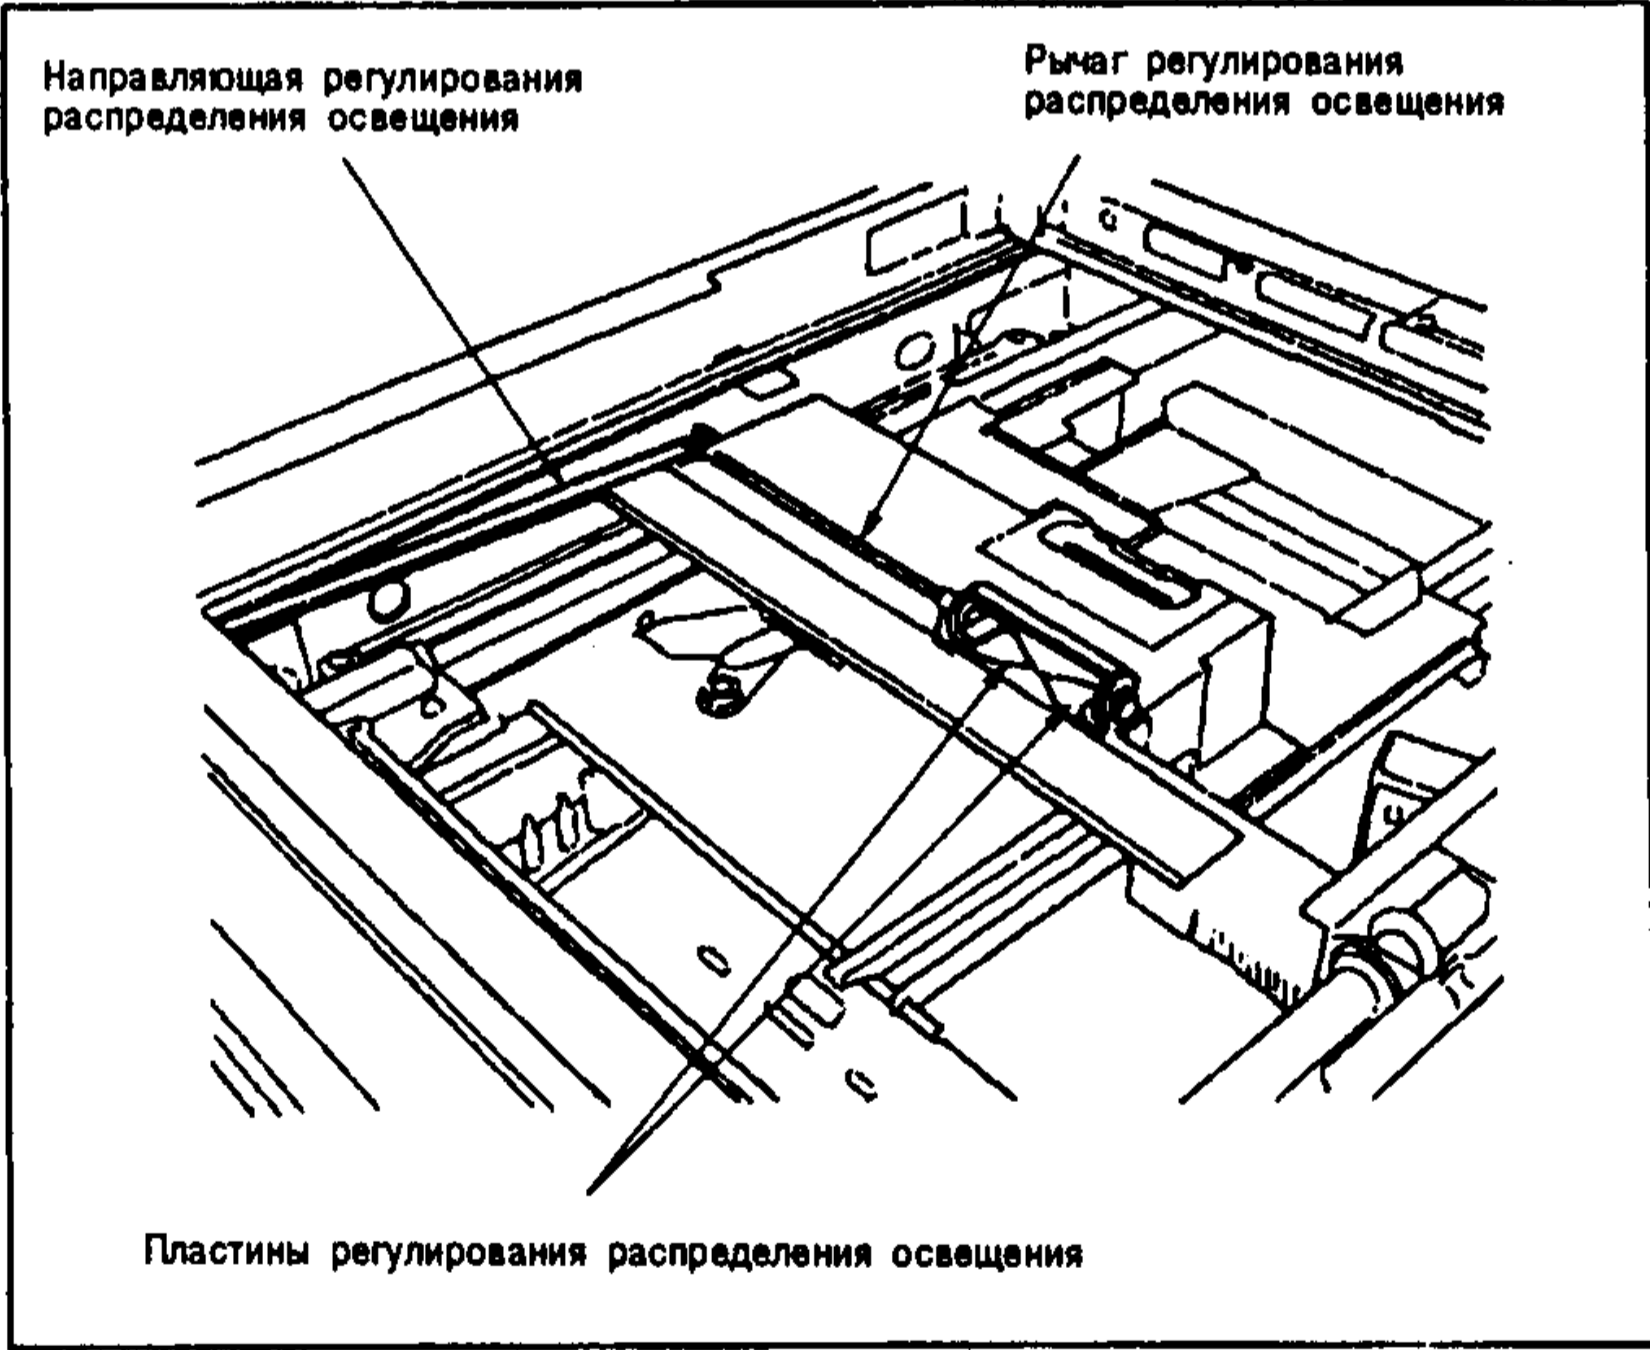 Направляющая регулирования
распределения освещения
Рычаг регулирования
распределения освещения
Пластины регулирования распределения освещения